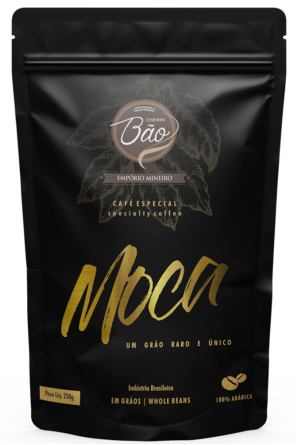 CHEIRIN
Bão
EMPÓRIO MINEIRO
CAFÉ ESPECIAL
specialty coffee
Moca
UM GRÃO RARO E ÚNICO
Peso Líq. 250g
Indústria Brasileira
EM GRÃOS | WHOLE BEANS
100% ARÁBICA